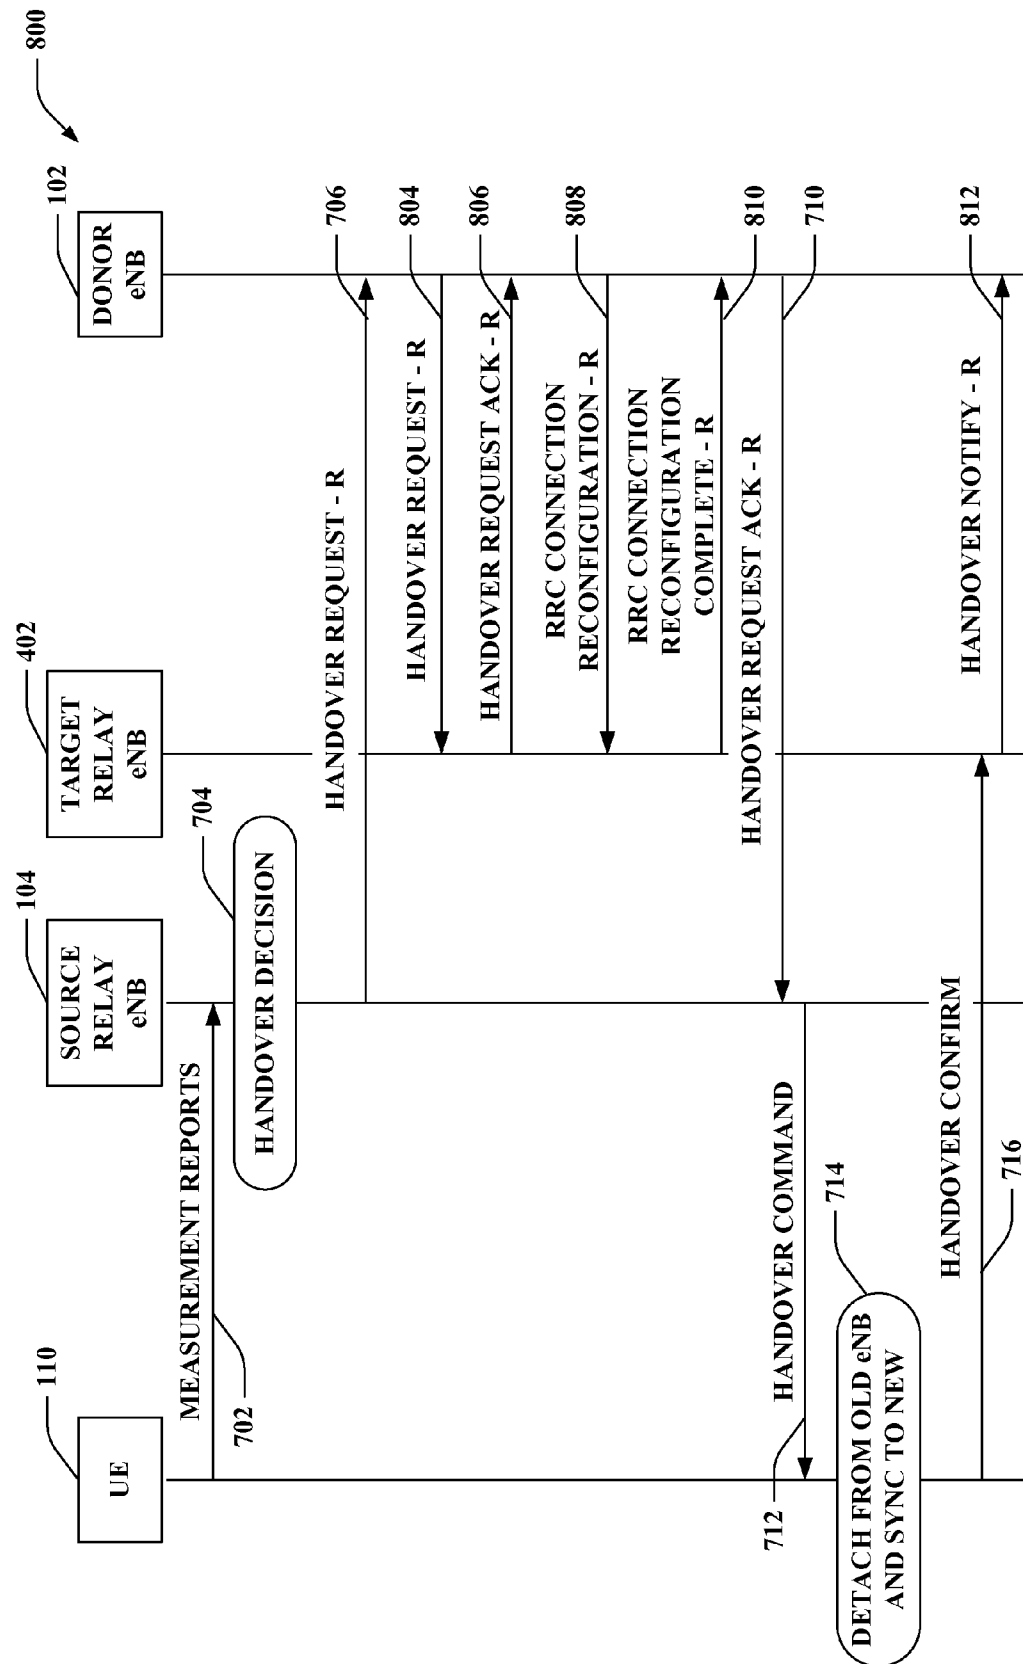 800
110
UE
104
SOURCE
RELAY
eNB
402
TARGET
RELAY
eNB
102
DONOR
eNB
MEASUREMENT REPORTS
702
704
HANDOVER DECISION
HANDOVER REQUEST - R
706
HANDOVER REQUEST - R
804
HANDOVER REQUEST ACK - R
806
RRC CONNECTION
RECONFIGURATION - R
808
RRC CONNECTION
RECONFIGURATION
COMPLETE - R
810
HANDOVER REQUEST ACK - R
710
HANDOVER COMMAND
712
714
DETACH FROM OLD eNB
AND SYNC TO NEW
HANDOVER CONFIRM
716
HANDOVER NOTIFY - R
812